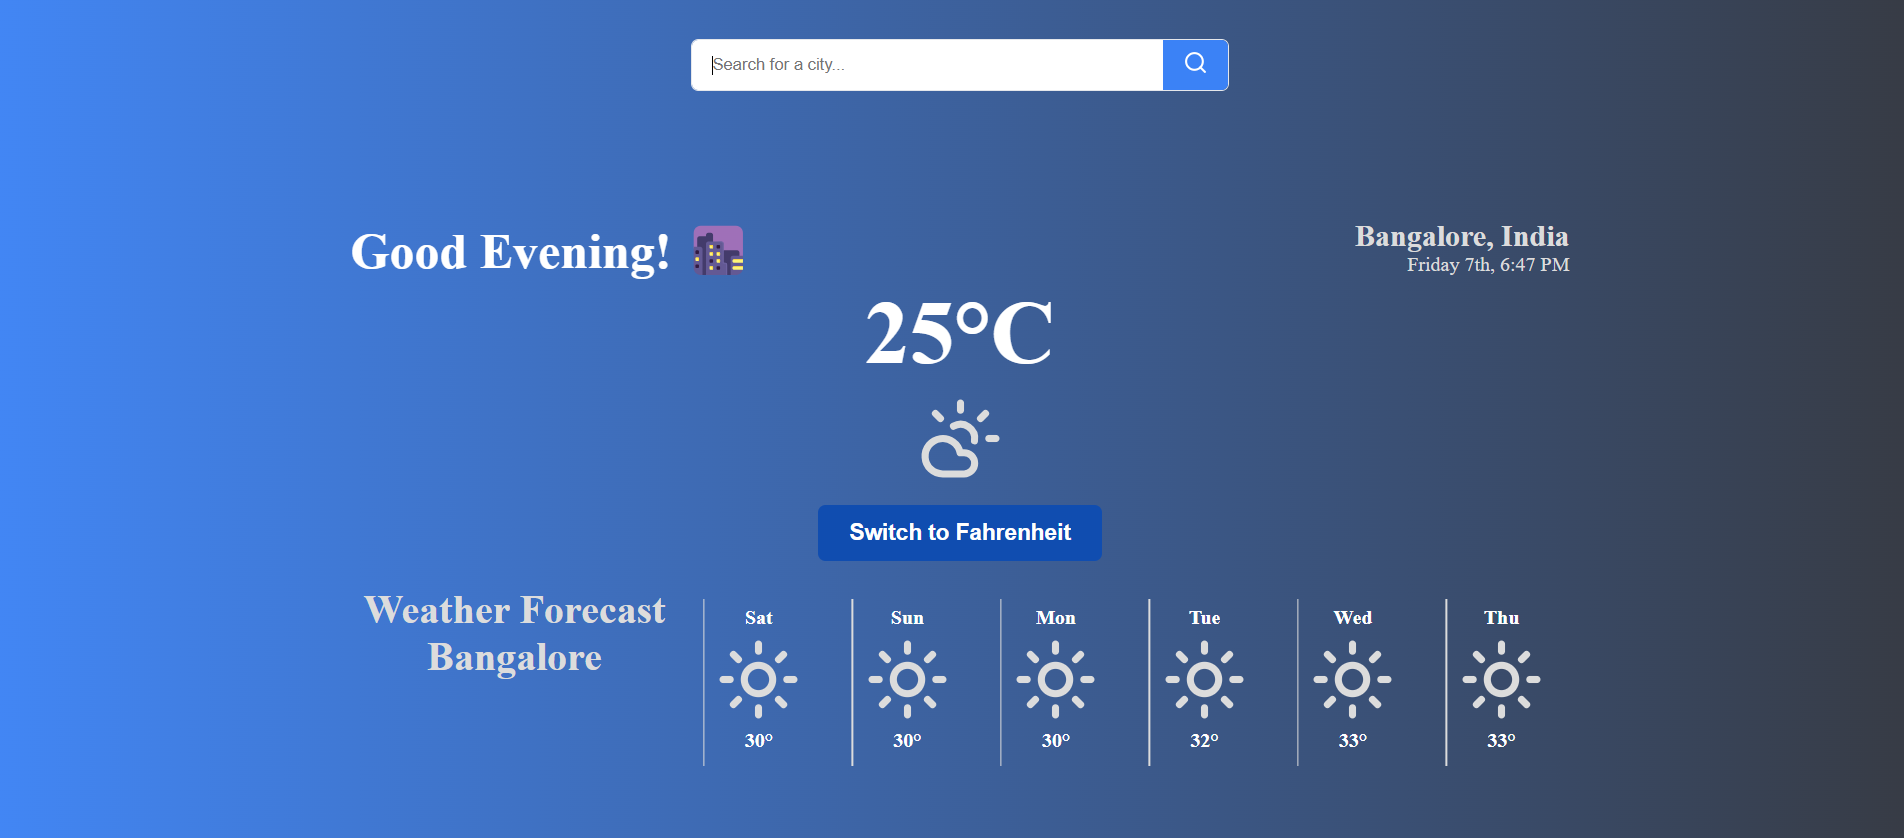 Search for a city...
Good Evening!
Bangalore, India
Friday 7th, 6:47 PM
25°C
Switch to Fahrenheit
Weather Forecast
Bangalore
Sat Sun Mon Tue Wed Thu
30° 30° 30° 32° 33° 33°